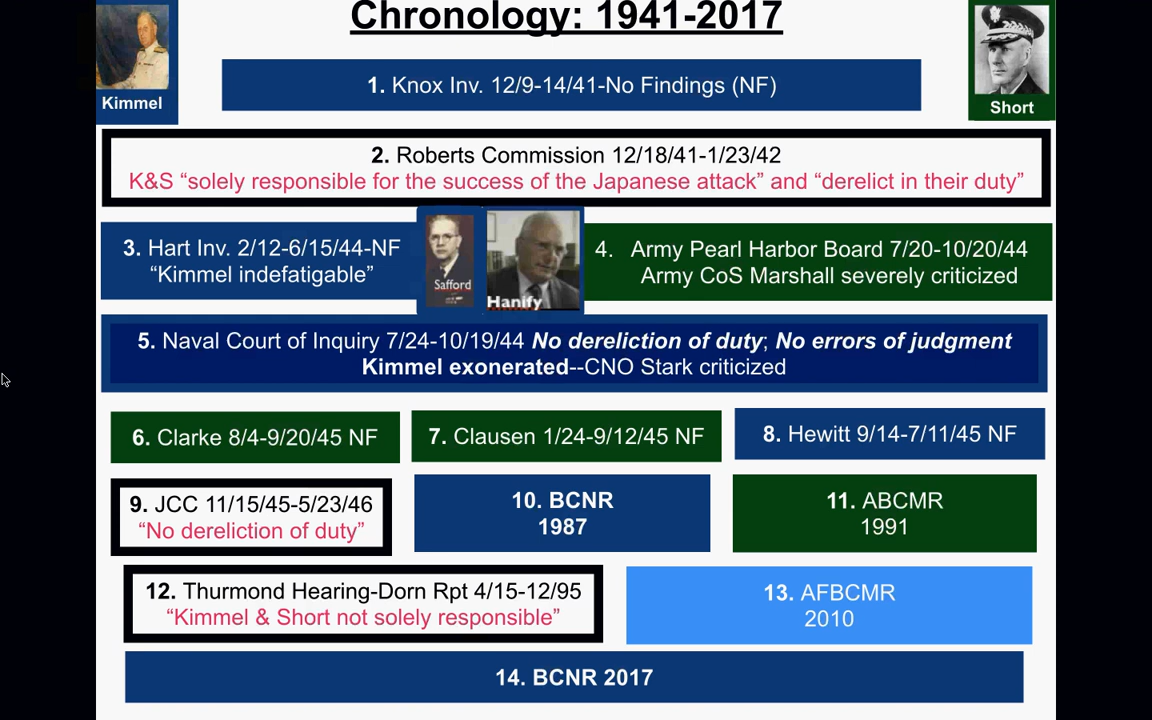 Chronology: 1941-2017
Kimmel
Short
1. Knox Inv. 12/9-14/41-No Findings (NF)
2. Roberts Commission 12/18/41-1/23/42
K&S “solely responsible for the success of the Japanese attack” and “derelict in their duty”
3. Hart Inv. 2/12-6/15/44-NF
“Kimmel indefatigable”
Safford
Hanify
4. Army Pearl Harbor Board 7/20-10/20/44
Army CoS Marshall severely criticized
5. Naval Court of Inquiry 7/24-10/19/44 No dereliction of duty; No errors of judgment
Kimmel exonerated--CNO Stark criticized
6. Clarke 8/4-9/20/45 NF
7. Clausen 1/24-9/12/45 NF
8. Hewitt 9/14-7/11/45 NF
9. JCC 11/15/45-5/23/46
“No dereliction of duty”
10. BCNR
1987
11. ABCMR
1991
12. Thurmond Hearing-Dorn Rpt 4/15-12/95
“Kimmel & Short not solely responsible”
13. AFBCMR
2010
14. BCNR 2017